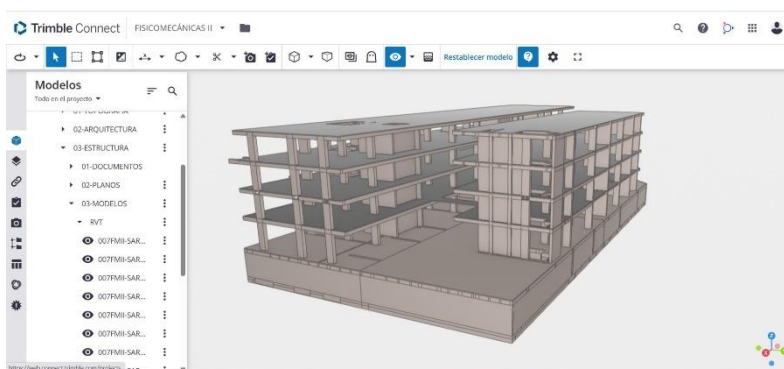 Trimble Connect FISICOMECÁNICAS II
Restablecer modelo
Modelos
Todo en el proyecto
02-ARQUITECTURA
03-ESTRUCTURA
01-DOCUMENTOS
02-PLANOS
03-MODELOS
RVT
007FMII-SAR...
007FMII-SAR...
007FMII-SAR...
007FMII-SAR...
007FMII-SAR...
007FMII-SAR...
007FMII-SAR...